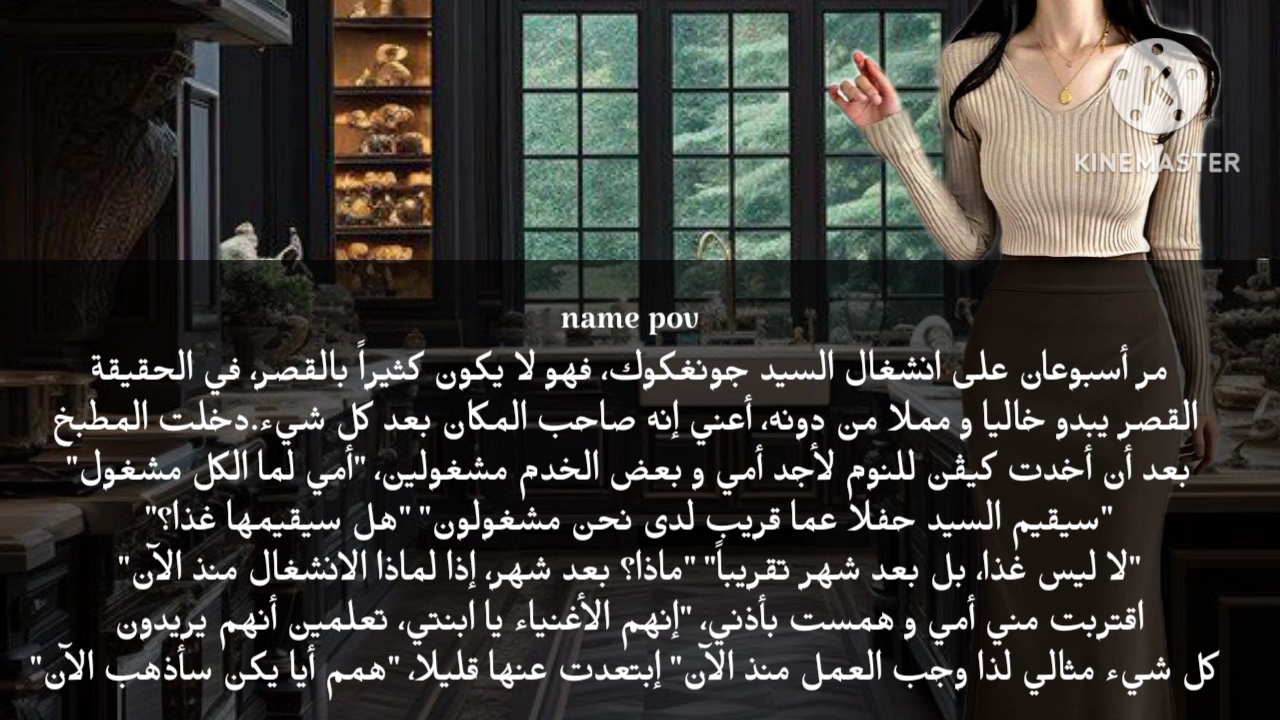 KINEMASTER
name pov
مر أسبوعان على انشغال السيد جونغكوك، فهو لا يكون كثيراً بالقصر، في الحقيقة
القصر يبدو خاليا و مملا من دونه، أعني إنه صاحب المكان بعد كل شيء.دخلت المطبخ
بعد أن أخدت كيڤن للنوم لأجد أمي و بعض الخدم مشغولين، "أمي لما الكل مشغول"
"سيقيم السيد حفلا عما قريب لدى نحن مشغولون" "هل سيقيمها غذا؟"
"لا ليس غذا، بل بعد شهر تقريباً" "ماذا؟ بعد شهر، إذا لماذا الانشغال منذ الآن"
اقتربت مني أمي و همست بأذني، "إنهم الأغنياء يا ابنتي، تعلمين أنهم يريدون
كل شيء مثالي لذا وجب العمل منذ الآن" إبتعدت عنها قليلا، "همم أيا يكن سأذهب الآن"